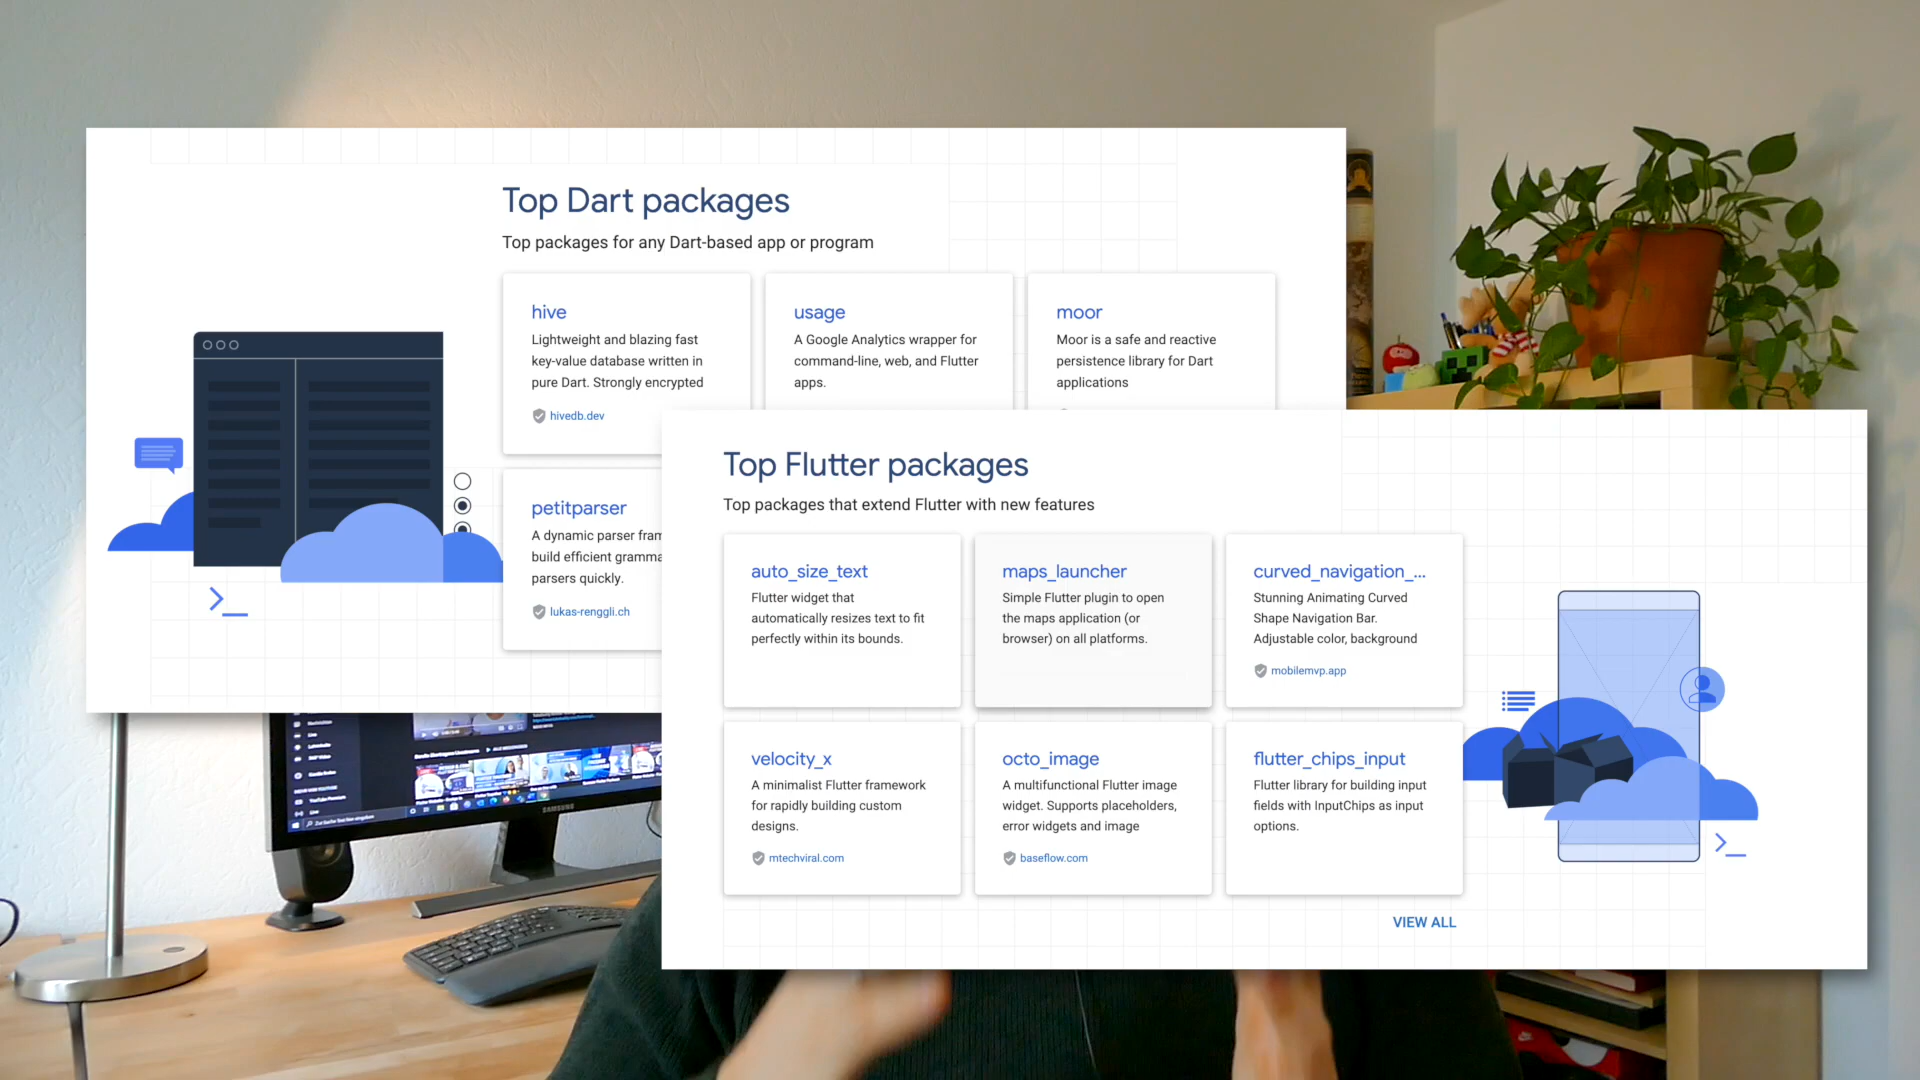 Top Dart packages
Top packages for any Dart-based app or program
hive
Lightweight and blazing fast
key-value database written in
pure Dart. Strongly encrypted
hivedb.dev
usage
A Google Analytics wrapper for
command-line, web, and Flutter
apps.
moor
Moor is a safe and reactive
persistence library for Dart
applications
petitparser
A dynamic parser fram
build efficient gramma
parsers quickly.
lukas-renggli.ch
Top Flutter packages
Top packages that extend Flutter with new features
auto_size_text
Flutter widget that
automatically resizes text to fit
perfectly within its bounds.
maps_launcher
Simple Flutter plugin to open
the maps application (or
browser) on all platforms.
curved_navigation_...
Stunning Animating Curved
Shape Navigation Bar.
Adjustable color, background
mobilemvp.app
velocity_x
A minimalist Flutter framework
for rapidly building custom
designs.
mtechviral.com
octo_image
A multifunctional Flutter image
widget. Supports placeholders,
error widgets and image
baseflow.com
flutter_chips_input
Flutter library for building input
fields with InputChips as input
options.
VIEW ALL
SAMSUNG